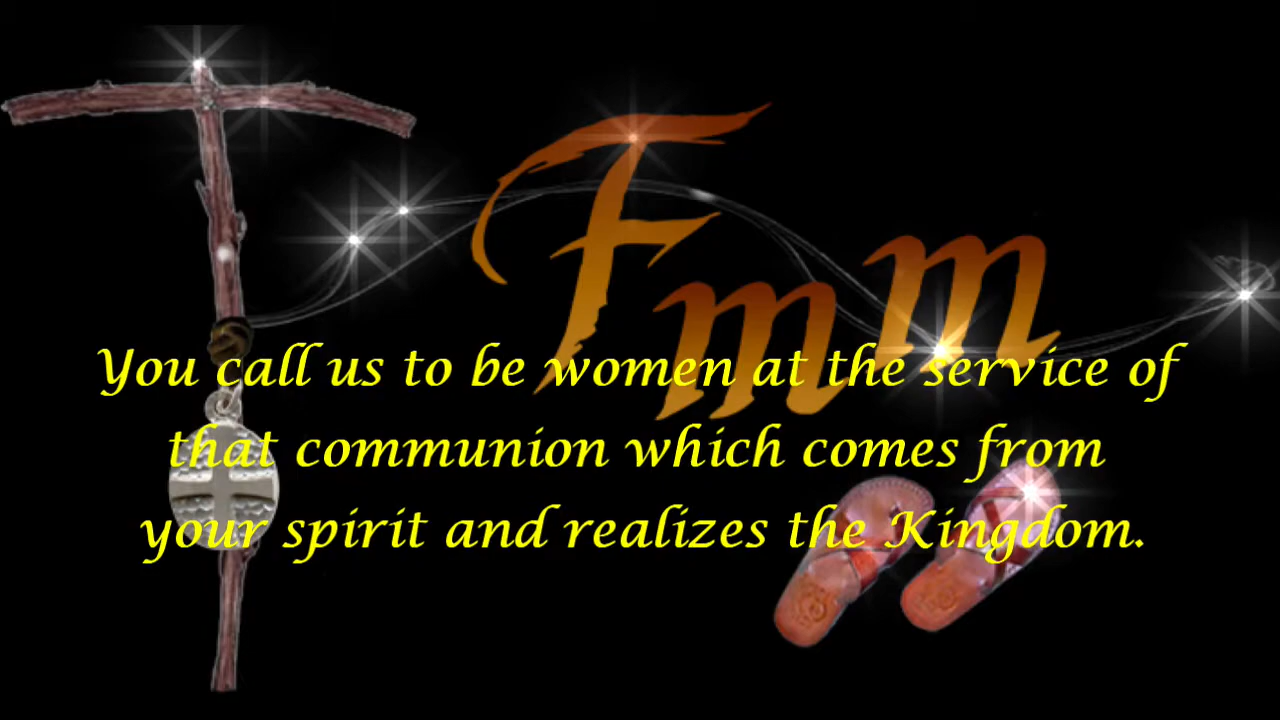 Fmm
You call us to be women at the service of
that communion which comes from
your spirit and realizes the Kingdom.